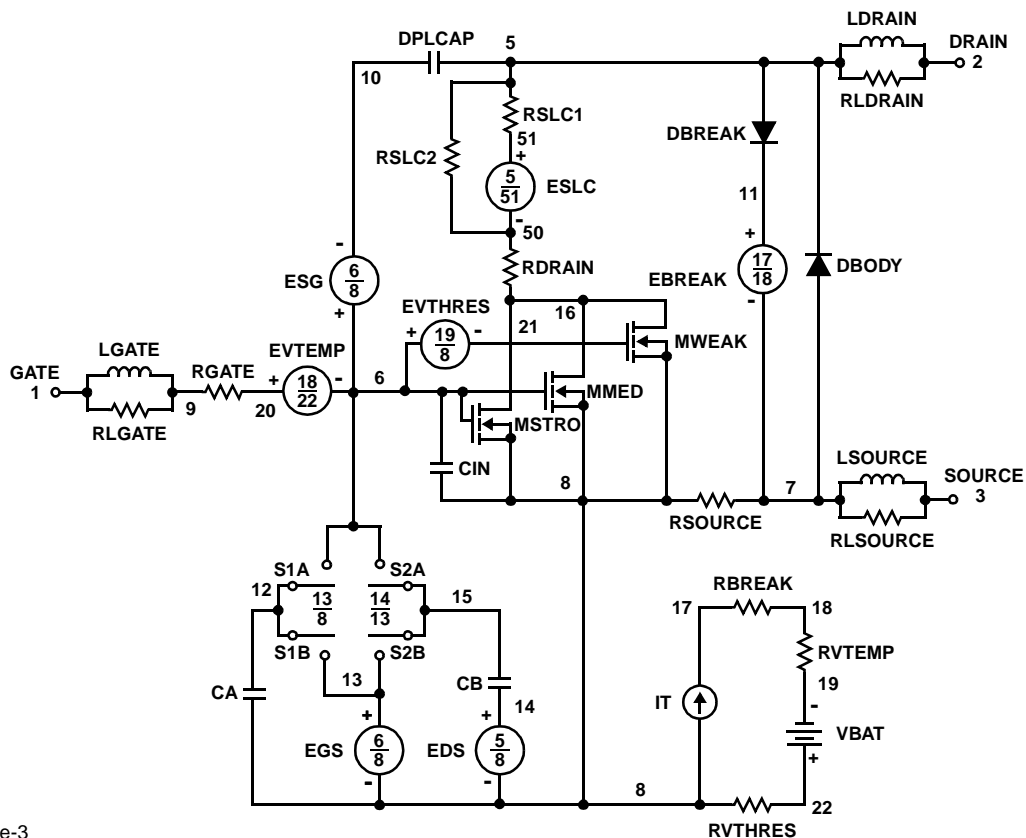 LDRAIN
DPLCAP 5 DRAIN
10 2
RLDRAIN
RSLC1
51
DBREAK
RSLC2
+
5
51
ESLC
11
-
50
-
+
RDRAIN
17
18
DBODY
6
8
ESG
EBREAK
EVTHRES
16
-
+
+
19
8
-
21
MWEAK
LGATE
EVTEMP
GATE
RGATE
+
18
22
-
6
MMED
1
9
20
RLGATE
MSTRO
LSOURCE
CIN
8
7
SOURCE
3
RSOURCE
RLSOURCE
S1A
S2A
12
13
8
14
13
15
RBREAK
17
18
S1B
S2B
RVTEMP
13
CA
CB
19
14
IT
-
+
+
VBAT
EGS
6
8
EDS
5
8
+
-
-
8
22
RVTHRES
e-3